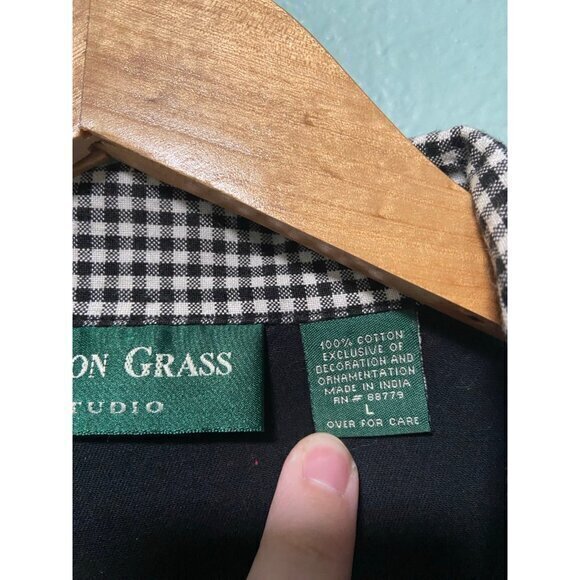 ON GRASS
TUDIO
100% COTTON
EXCLUSIVE OF
DECORATION AND
ORNAMENTATION
MADE IN INDIA
RN# 88779
L
OVER FOR CARE